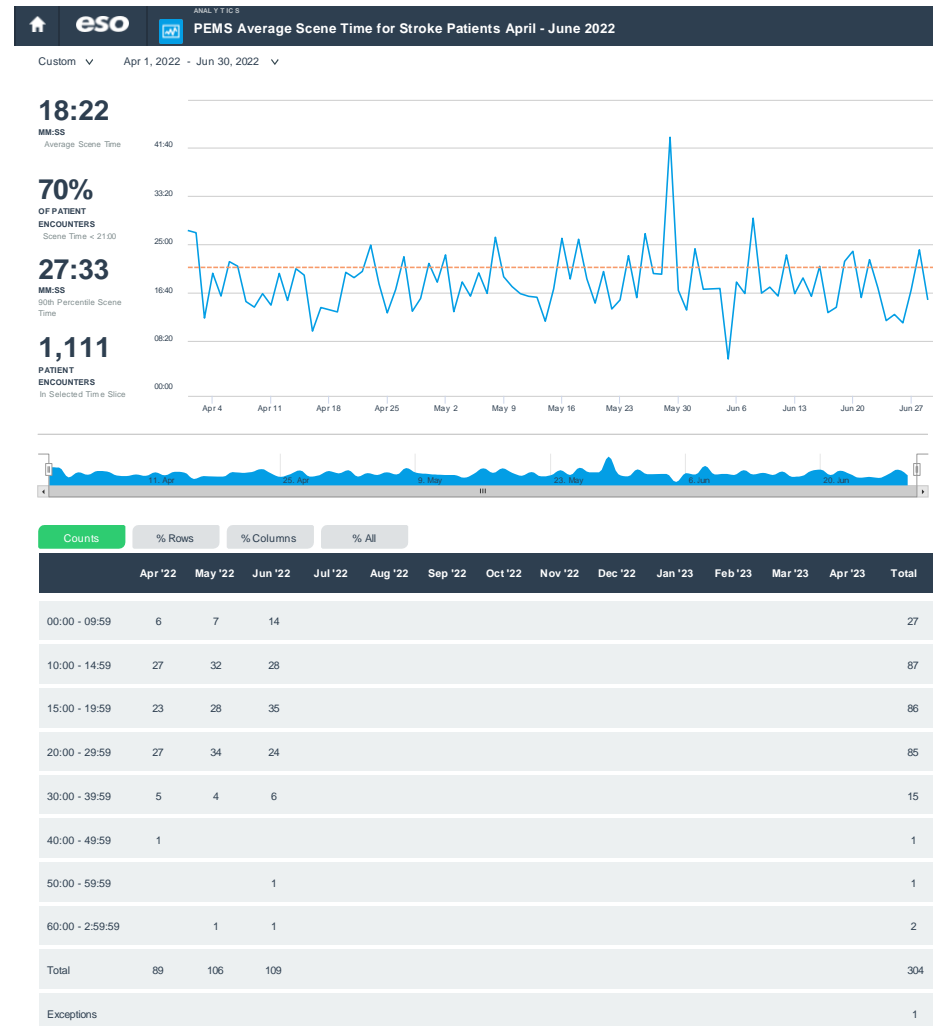 ANALYTICS
eso
PEMS Average Scene Time for Stroke Patients April - June 2022
Custom Apr 1, 2022 - Jun 30, 2022
18:22
MM:SS
Average Scene Time
70%
OF PATIENT
ENCOUNTERS
Scene Time < 21:00
27:33
MM:SS
90th Percentile Scene
Time
1,111
PATIENT
ENCOUNTERS
In Selected Time Slice
41:40
33:20
25:00
16:40
08:20
00:00
Apr 4 Apr 11 Apr 18 Apr 25 May 2 May 9 May 16 May 23 May 30 Jun 6 Jun 13 Jun 20 Jun 27
11. Apr 25. Apr 9. May 23. May 6. Jun 20. Jun
Counts % Rows % Columns % All
Apr '22 May '22 Jun '22 Jul '22 Aug '22 Sep '22 Oct '22 Nov '22 Dec '22 Jan '23 Feb '23 Mar '23 Apr '23 Total
00:00 - 09:59 6 7 14 27
10:00 - 14:59 27 32 28 87
15:00 - 19:59 23 28 35 86
20:00 - 29:59 27 34 24 85
30:00 - 39:59 5 4 6 15
40:00 - 49:59 1 1
50:00 - 59:59 1 1
60:00 - 2:59:59 1 1 2
Total 89 106 109 304
Exceptions 1